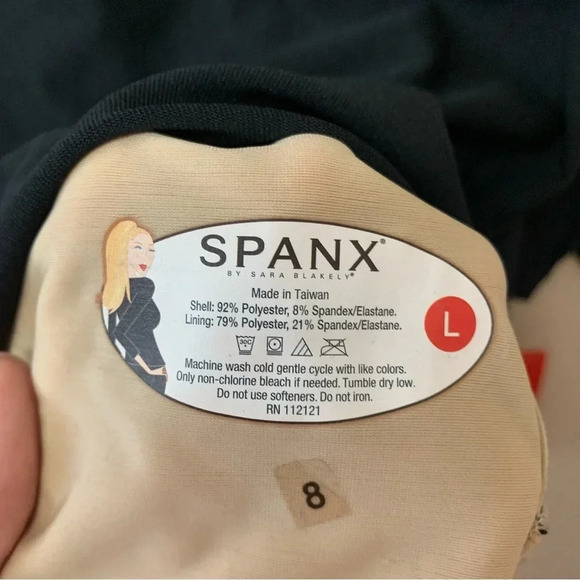 SPANX®
BY SARA BLAKELY®
Made in Taiwan
Shell: 92% Polyester, 8% Spandex/Elastane.
Lining: 79% Polyester, 21% Spandex/Elastane.
L
30C
Machine wash cold gentle cycle with like colors.
Only non-chlorine bleach if needed. Tumble dry low.
Do not use softeners. Do not iron.
RN 112121
8